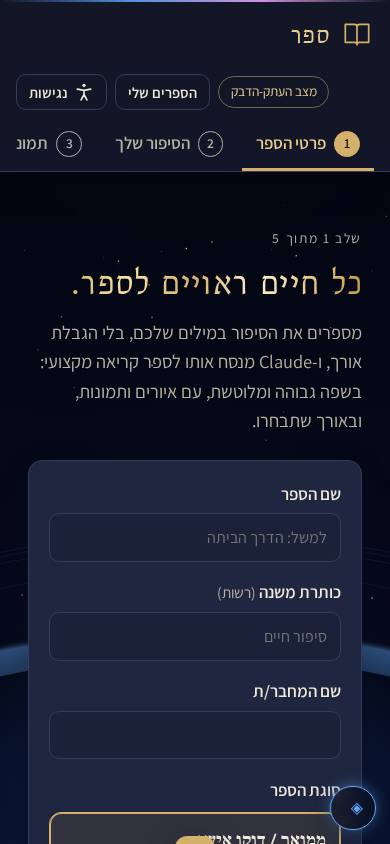 ספר
מצב העתק-הדבק
הספרים שלי
נגישות
1 פרטי הספר
2 הסיפור שלך
3 תמונ
שלב 1 מתוך 5
כל חיים ראויים לספר.
מספרים את הסיפור במילים שלכם, בלי הגבלת
אורך, ו-Claude מנסח אותו לספר קריאה מקצועי:
בשפה גבוהה ומלוטשת, עם איורים ותמונות,
ובאורך שתבחרו.
שם הספר
למשל: הדרך הביתה
כותרת משנה (רשות)
סיפור חיים
שם המחבר/ת
סוגת הספר
ממואר / דוקו